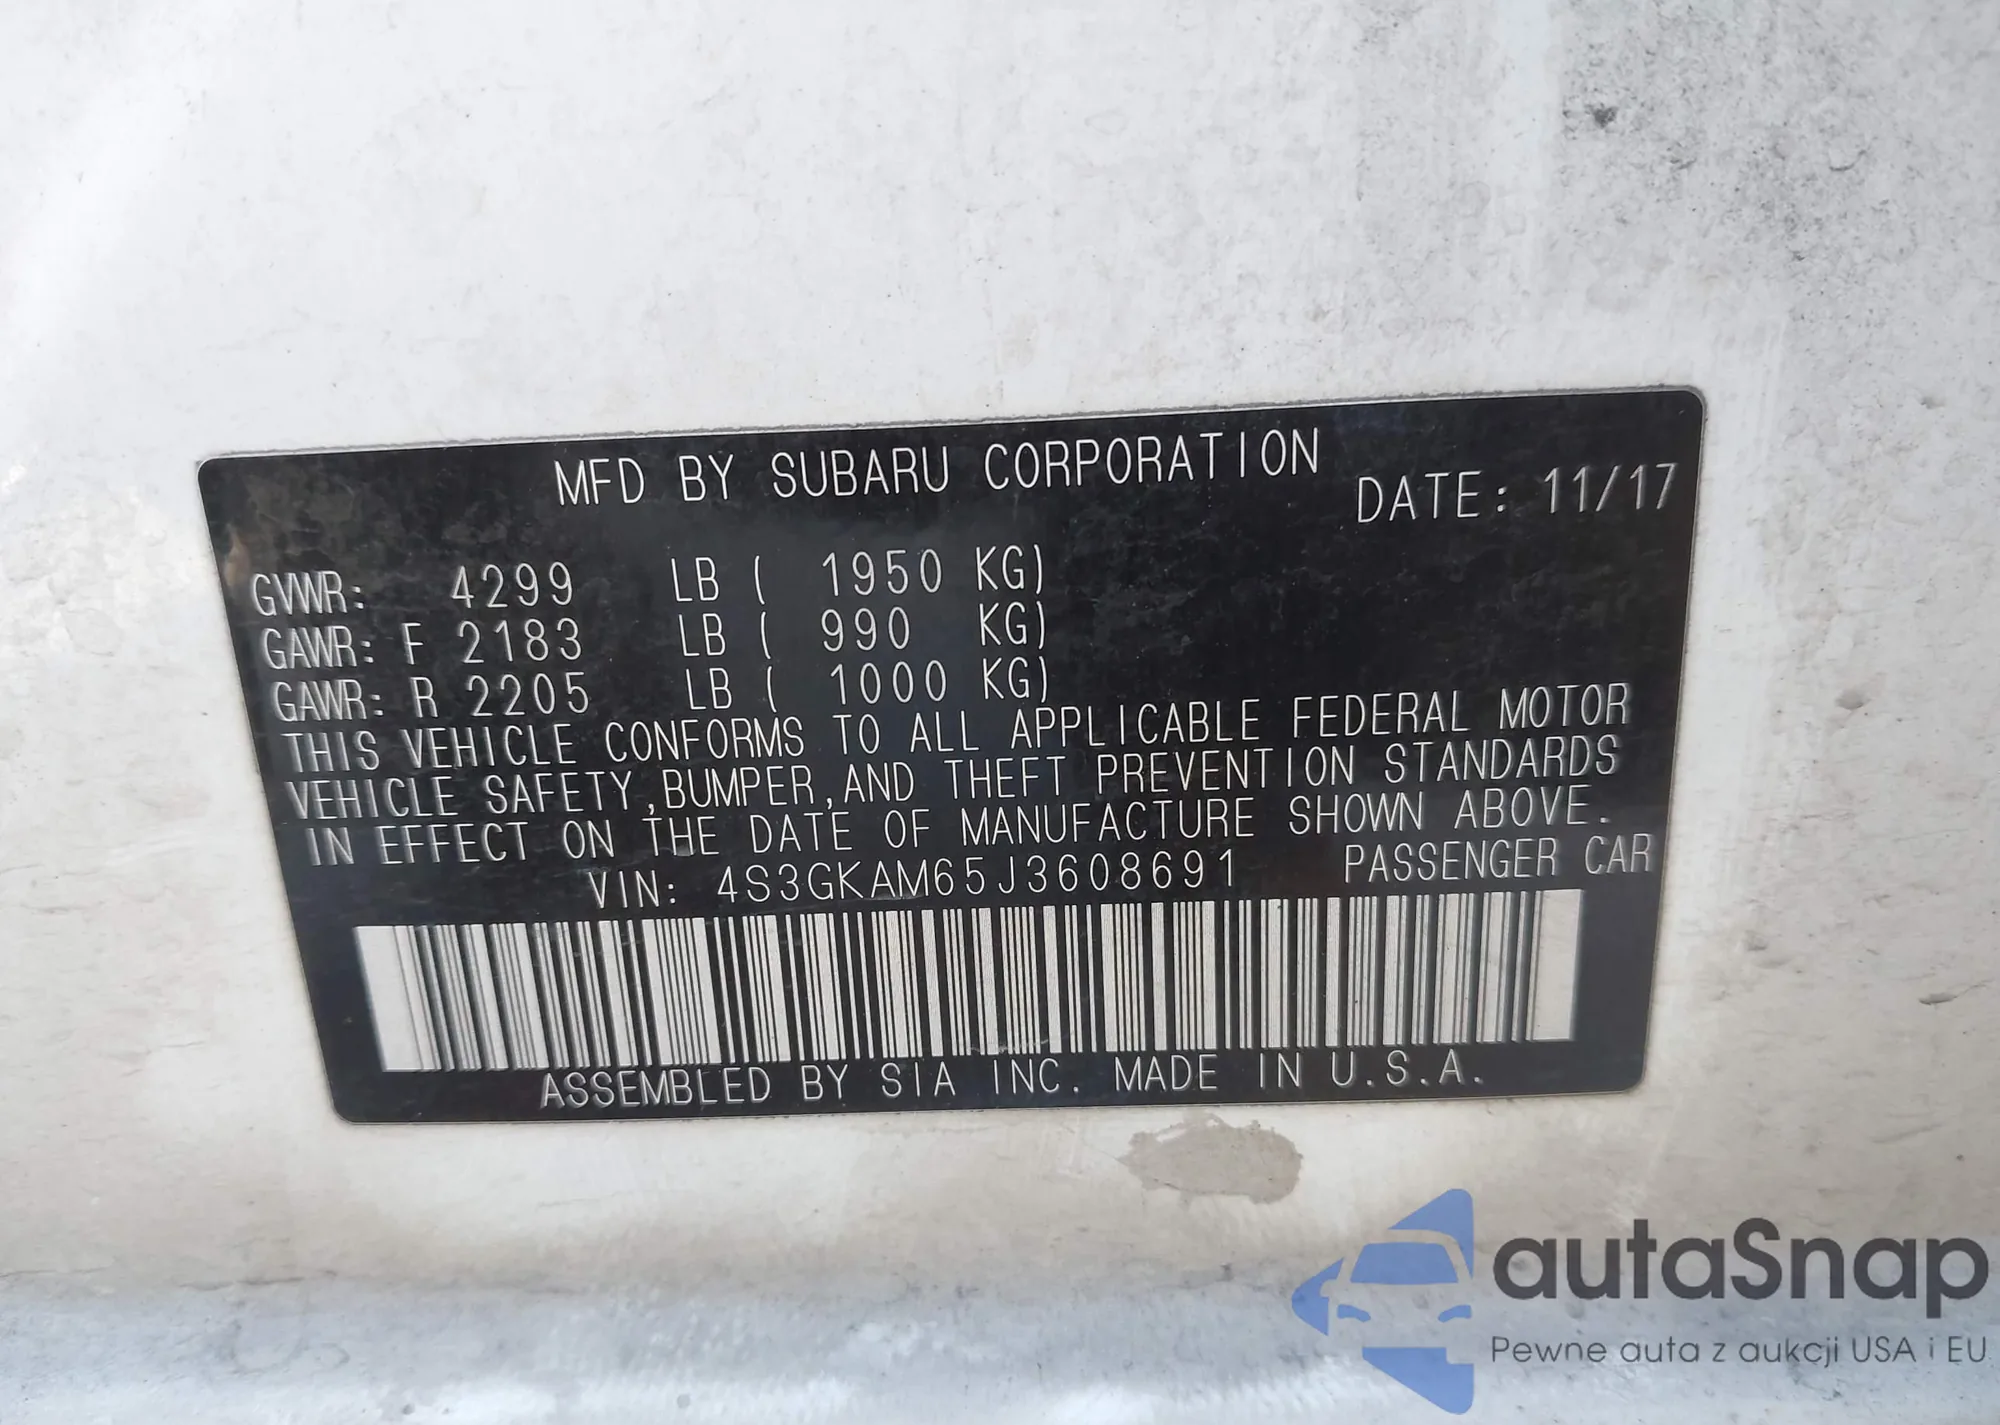 MFD BY SUBARU CORPORATION
DATE: 11/17
GVWR: 4299 LB ( 1950 KG)
GAWR: F 2183 LB ( 990 KG)
GAWR: R 2205 LB ( 1000 KG)
THIS VEHICLE CONFORMS TO ALL APPLICABLE FEDERAL MOTOR
VEHICLE SAFETY,BUMPER,AND THEFT PREVENTION STANDARDS
IN EFFECT ON THE DATE OF MANUFACTURE SHOWN ABOVE.
VIN: 4S3GKAM65J3608691 PASSENGER CAR
ASSEMBLED BY SIA INC. MADE IN U.S.A.
autaSnap
Pewne auta z aukcji USA i EU